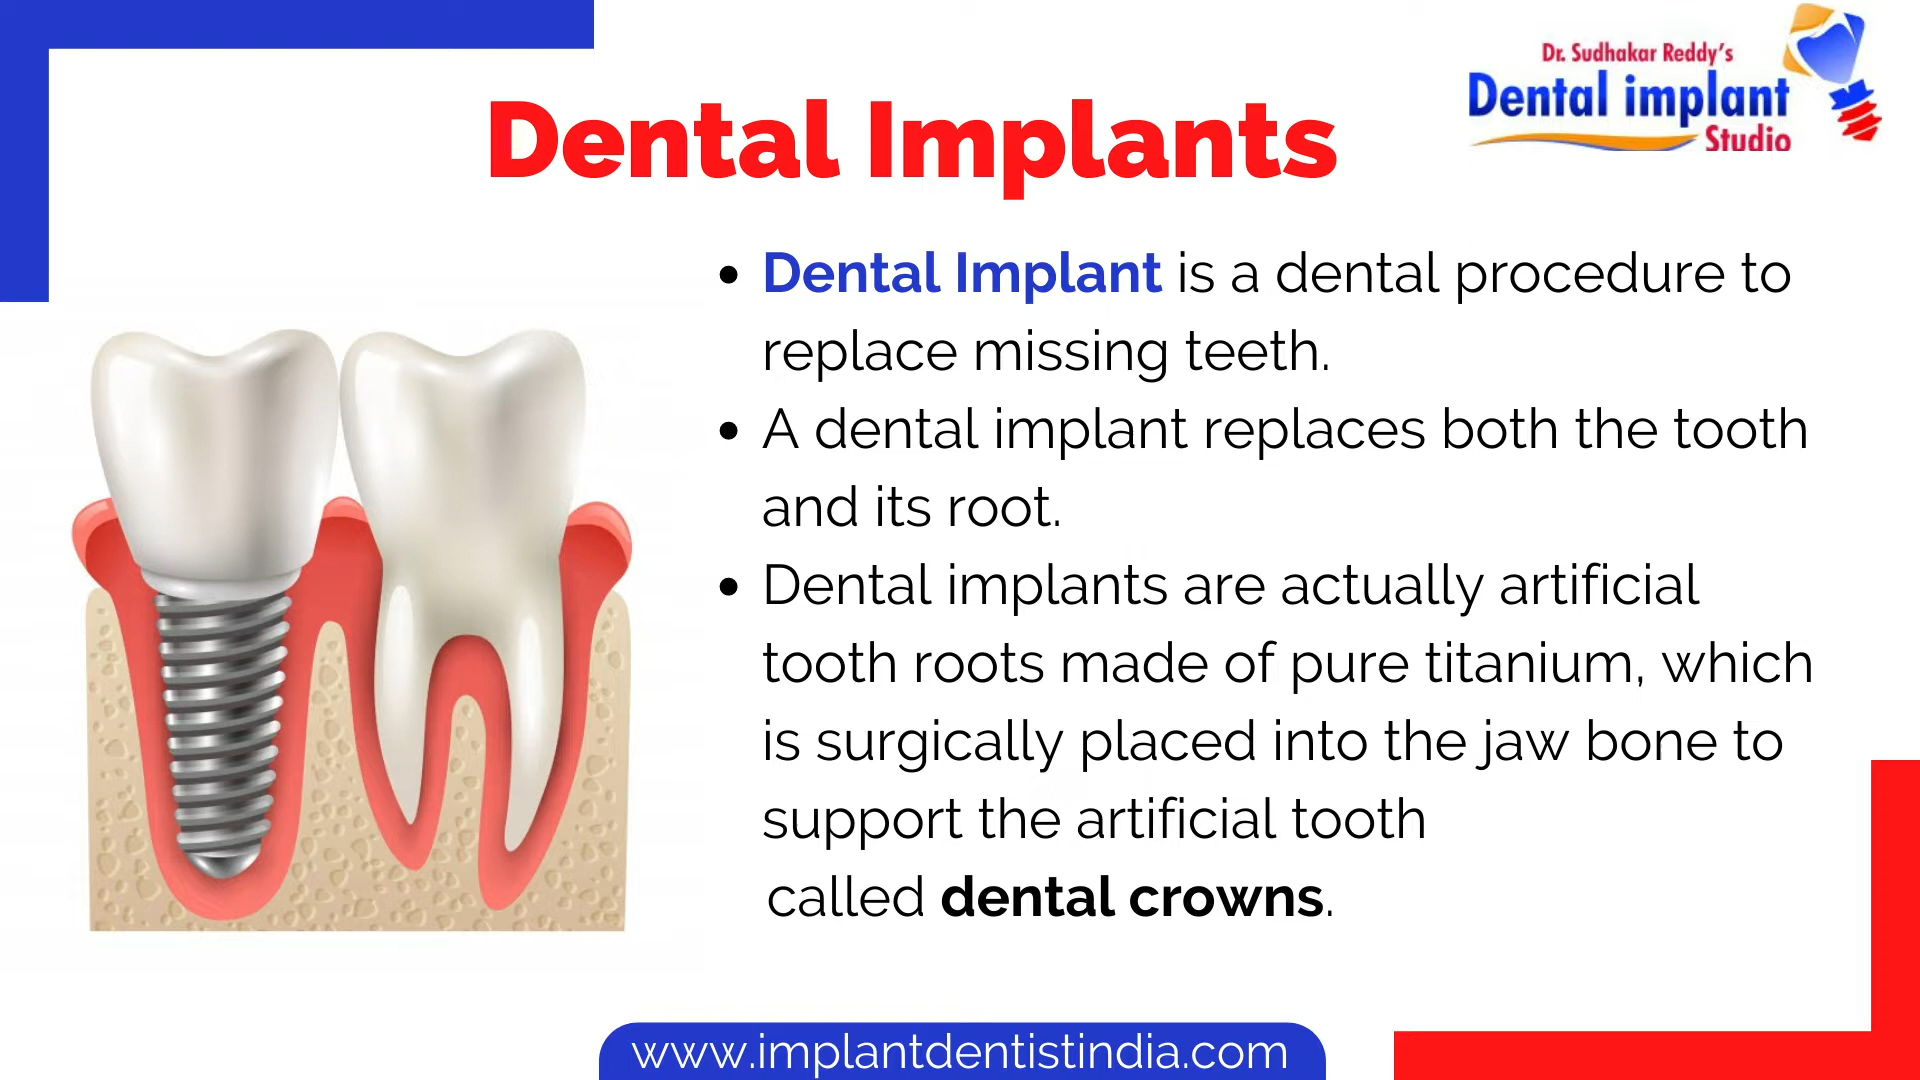 Dr. Sudhakar Reddy's
Dental implant
Studio
Dental Implants
• Dental Implant is a dental procedure to
replace missing teeth.
• A dental implant replaces both the tooth
and its root.
• Dental implants are actually artificial
tooth roots made of pure titanium, which
is surgically placed into the jaw bone to
support the artificial tooth
called dental crowns.
www.implantdentistindia.com